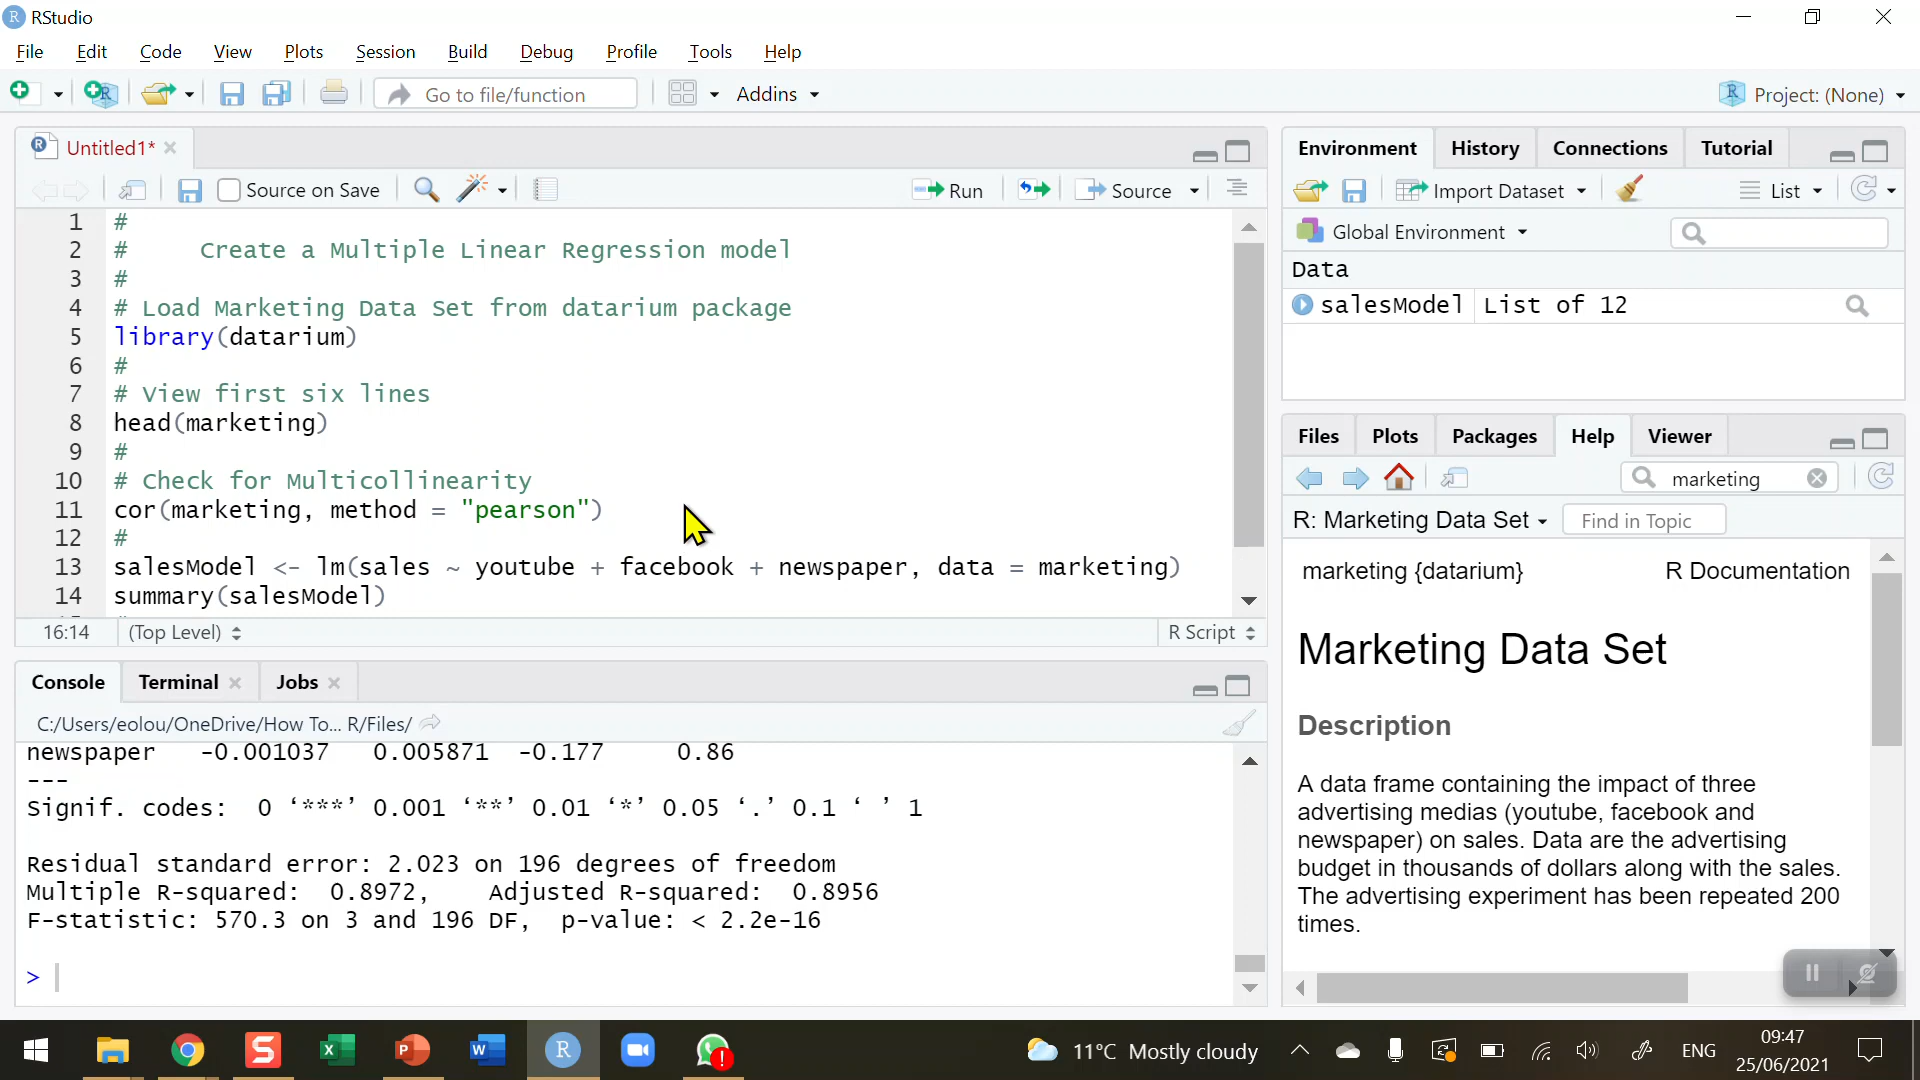 RStudio
File Edit Code View Plots Session Build Debug Profile Tools Help
Go to file/function Addins Project: (None)
Untitled1*
Source on Save Run Source
1 #
2 #     Create a Multiple Linear Regression model
3 #
4 # Load Marketing Data Set from datarium package
5 library(datarium)
6 #
7 # View first six lines
8 head(marketing)
9 #
10 # Check for Multicollinearity
11 cor(marketing, method = "pearson")
12 #
13 salesModel <- lm(sales ~ youtube + facebook + newspaper, data = marketing)
14 summary(salesModel)
16:14 (Top Level) R Script
Console Terminal Jobs
C:/Users/eolou/OneDrive/How To... R/Files/
newspaper   -0.001037   0.005871  -0.177     0.86
---
Signif. codes:  0 ‘***’ 0.001 ‘**’ 0.01 ‘*’ 0.05 ‘.’ 0.1 ‘ ’ 1
Residual standard error: 2.023 on 196 degrees of freedom
Multiple R-squared:  0.8972,    Adjusted R-squared:  0.8956
F-statistic: 570.3 on 3 and 196 DF,  p-value: < 2.2e-16
>
Environment History Connections Tutorial
Import Dataset List
Global Environment
Data
salesModel List of 12
Files Plots Packages Help Viewer
marketing
R: Marketing Data Set Find in Topic
marketing {datarium} R Documentation
Marketing Data Set
Description
A data frame containing the impact of three
advertising medias (youtube, facebook and
newspaper) on sales. Data are the advertising
budget in thousands of dollars along with the sales.
The advertising experiment has been repeated 200
times.
11°C Mostly cloudy ENG 09:47
25/06/2021